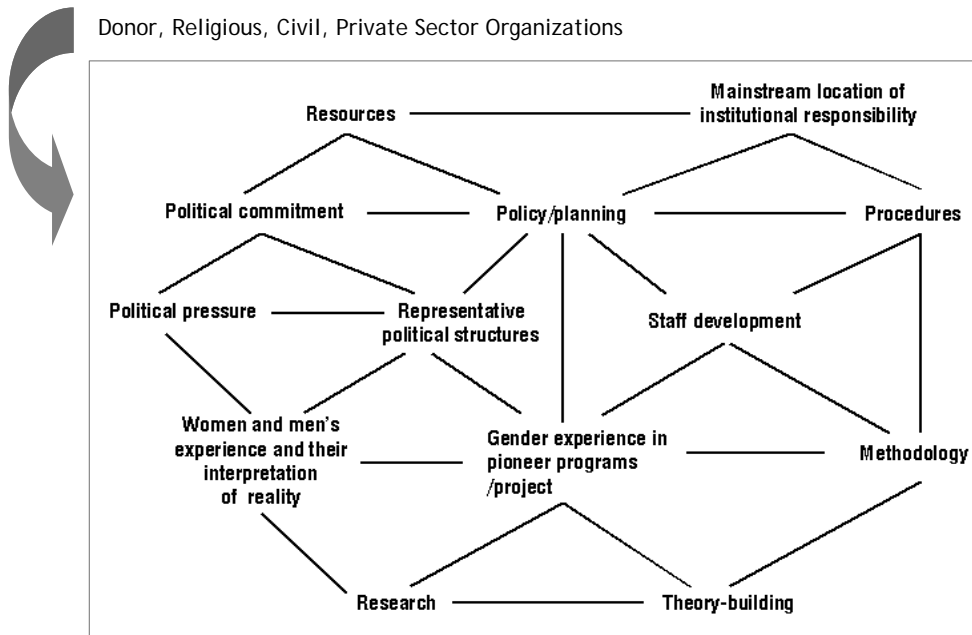 Donor, Religious, Civil, Private Sector Organizations
Resources
Mainstream location of
institutional responsibility
Political commitment
Policy/planning
Procedures
Political pressure
Representative
political structures
Staff development
Women and men's
experience and their
interpretation
of reality
Gender experience in
pioneer programs
/project
Methodology
Research
Theory-building